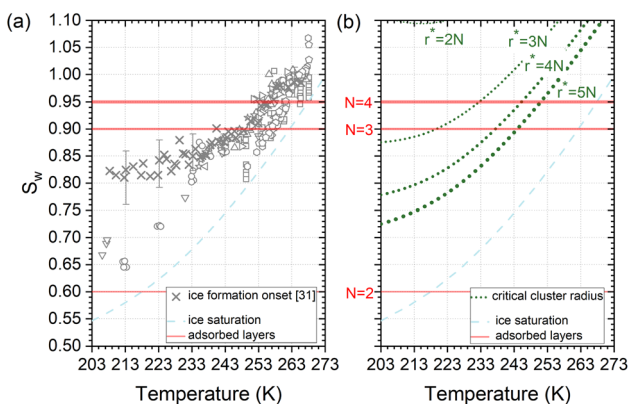 (a)
1.10
1.05
1.00
0.95
0.90
0.85
0.80
0.75
0.70
0.65
0.60
0.55
0.50
S_w
× ice formation onset [31]
ice saturation
adsorbed layers
203 213 223 233 243 253 263 273
Temperature (K)
(b)
r*=2N
r*=3N
r*=4N
r*=5N
N=4
N=3
N=2
critical cluster radius
ice saturation
adsorbed layers
203 213 223 233 243 253 263 273
Temperature (K)